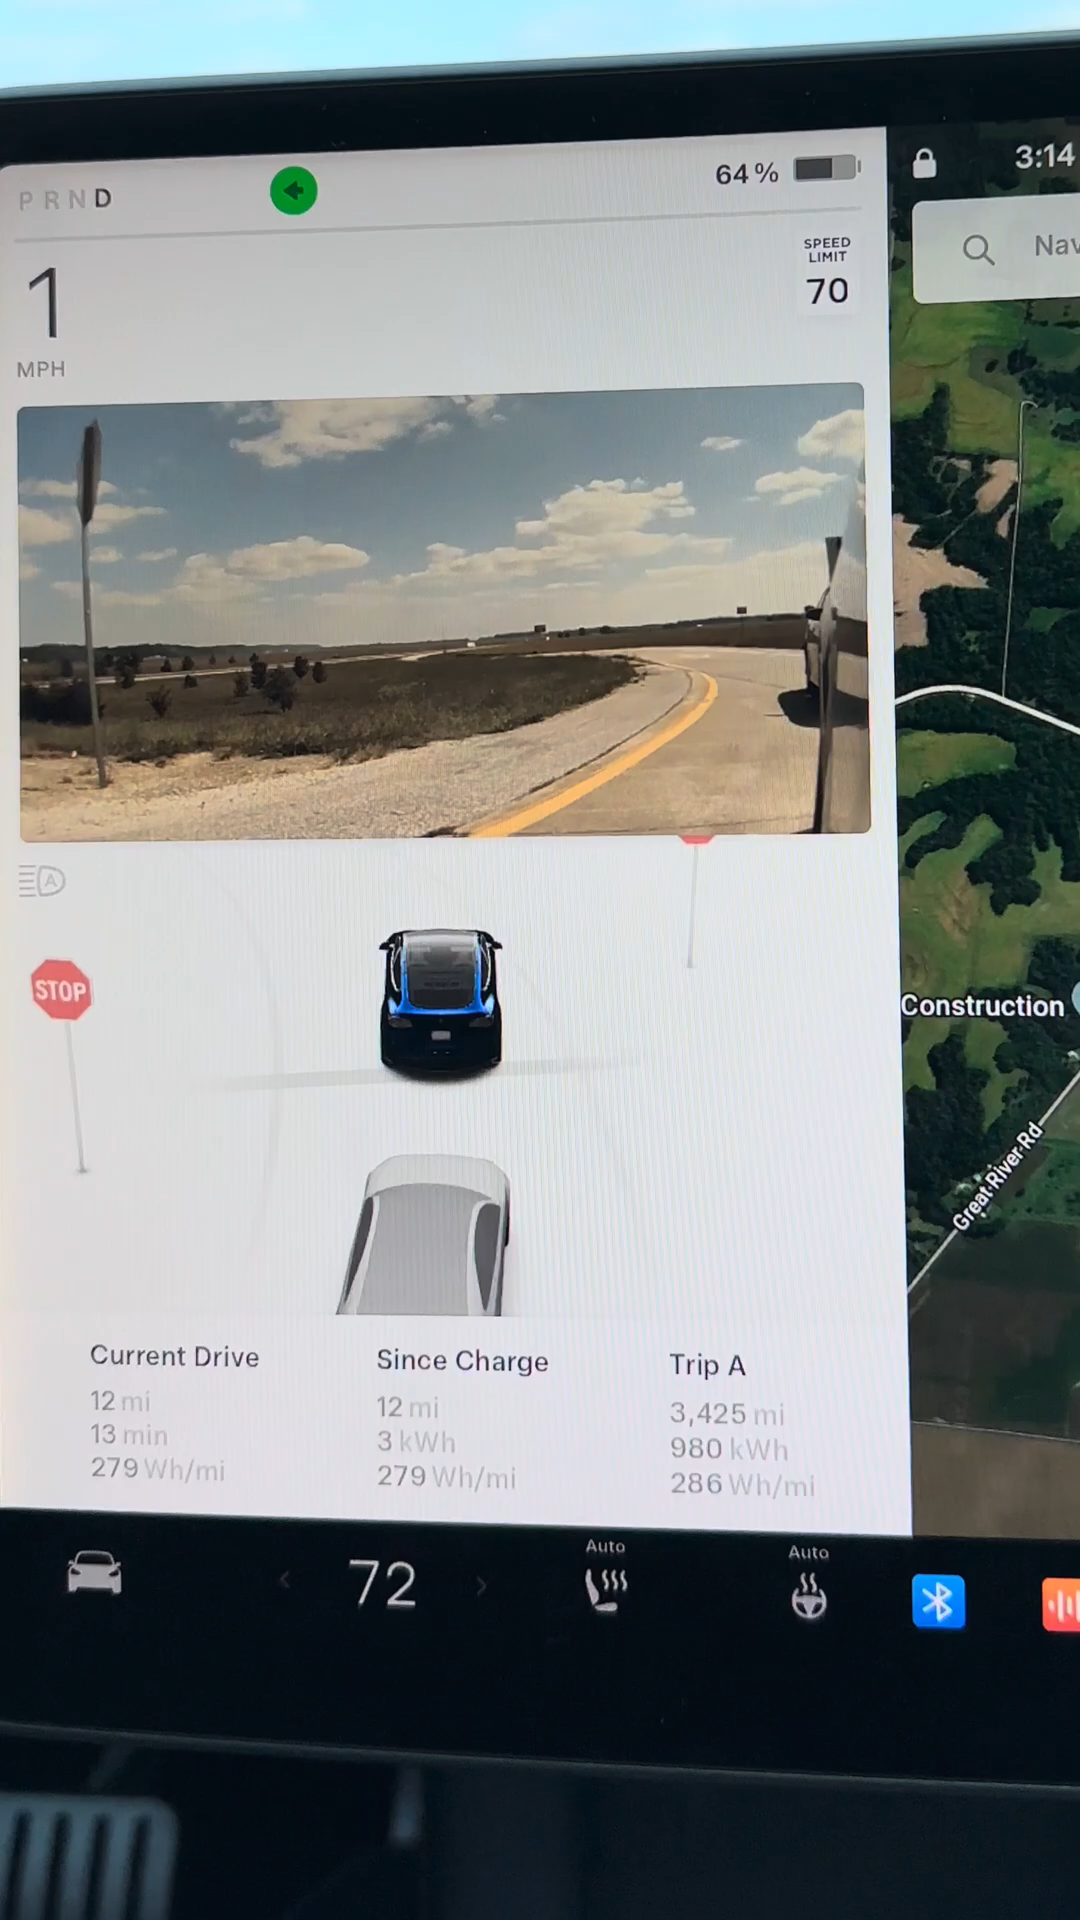 P R N D
64 %
3:14
SPEED
LIMIT
70
1
MPH
Nav
A
STOP
Construction
Great River Rd
Current Drive
12 mi
13 min
279 Wh/mi
Since Charge
12 mi
3 kWh
279 Wh/mi
Trip A
3,425 mi
980 kWh
286 Wh/mi
72
Auto
Auto